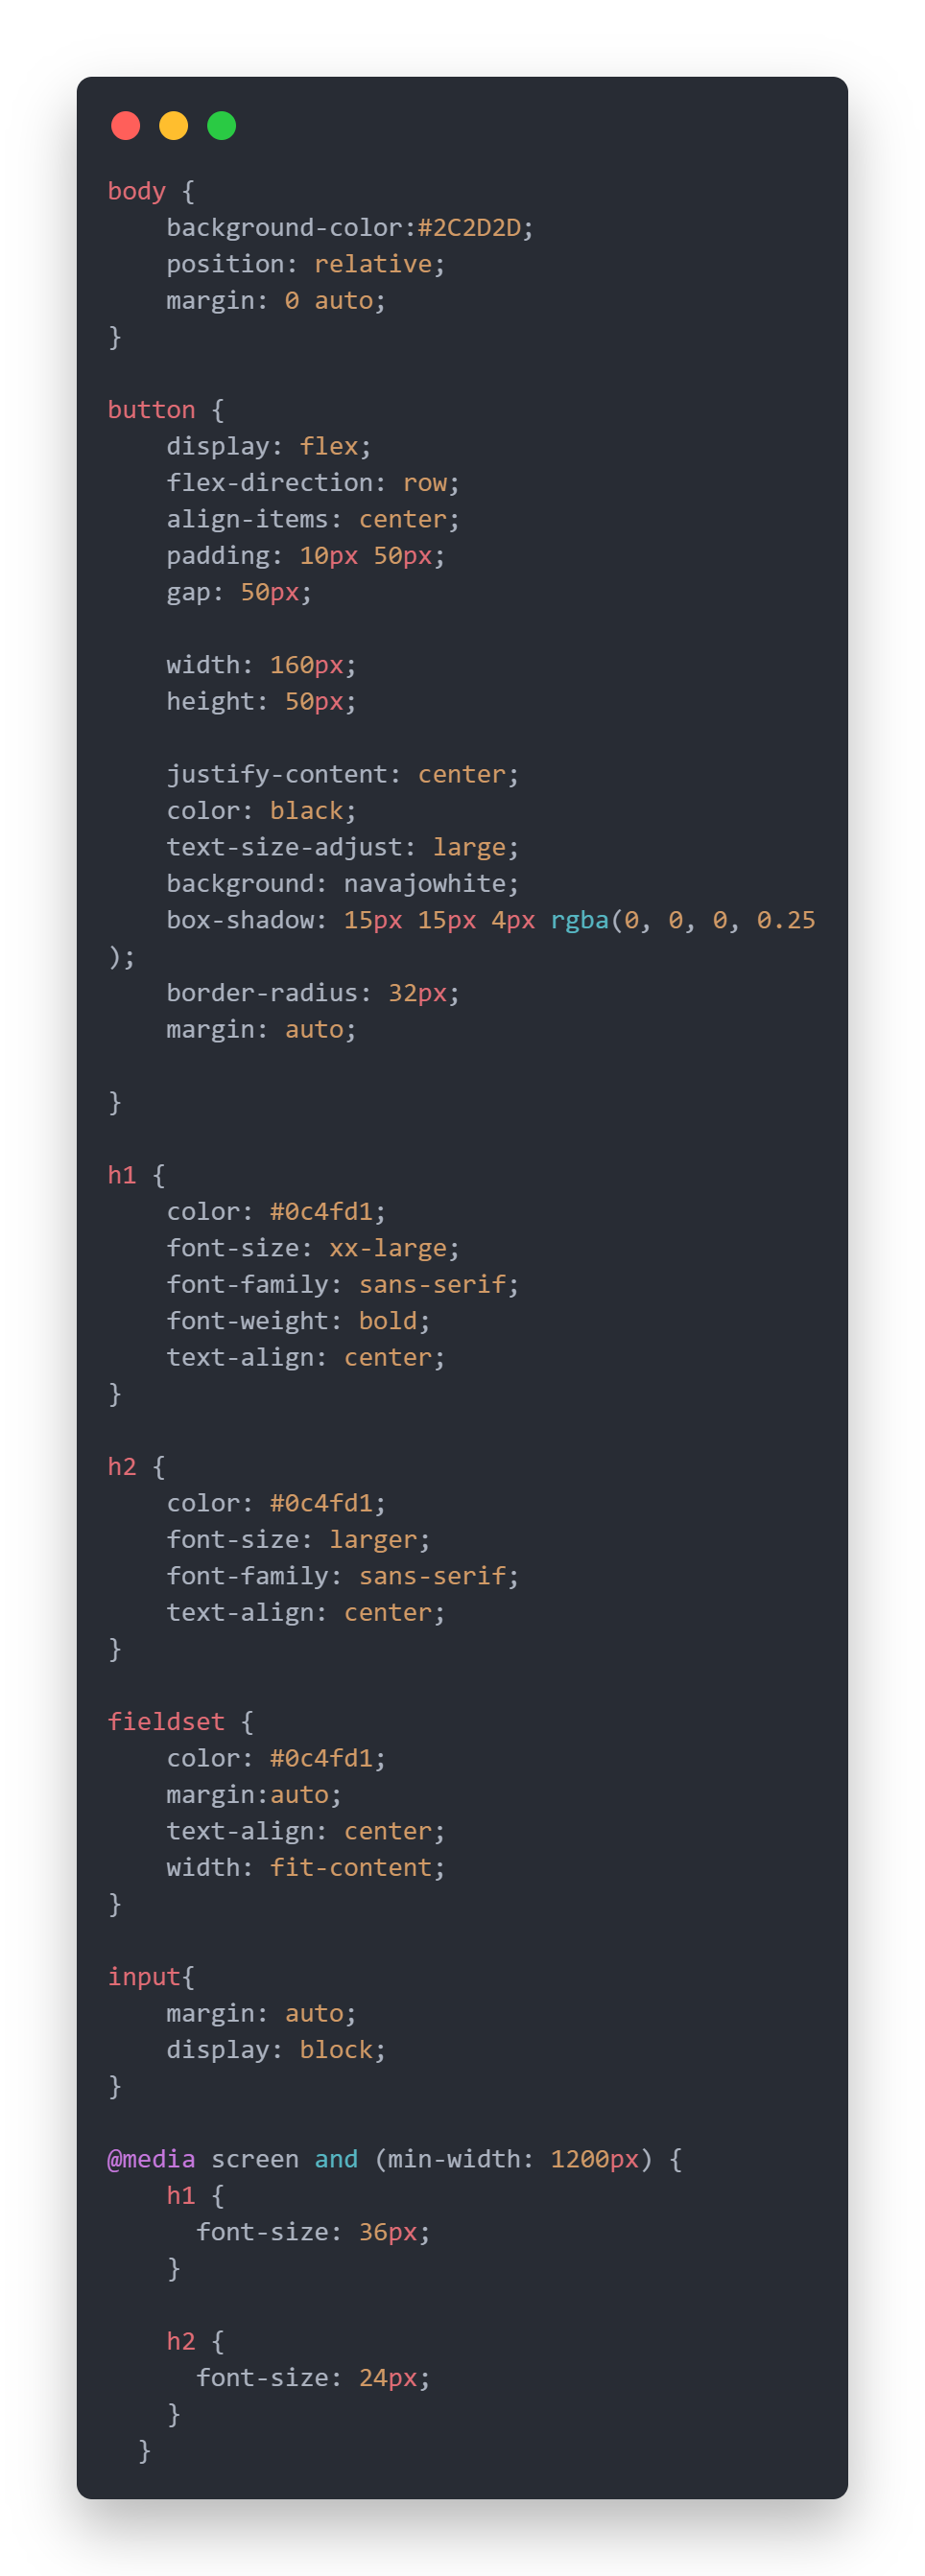 body {
    background-color:#2C2D2D;
    position: relative;
    margin: 0 auto;
}

button {
    display: flex;
    flex-direction: row;
    align-items: center;
    padding: 10px 50px;
    gap: 50px;

    width: 160px;
    height: 50px;

    justify-content: center;
    color: black;
    text-size-adjust: large;
    background: navajowhite;
    box-shadow: 15px 15px 4px rgba(0, 0, 0, 0.25
);
    border-radius: 32px;
    margin: auto;

}

h1 {
    color: #0c4fd1;
    font-size: xx-large;
    font-family: sans-serif;
    font-weight: bold;
    text-align: center;
}

h2 {
    color: #0c4fd1;
    font-size: larger;
    font-family: sans-serif;
    text-align: center;
}

fieldset {
    color: #0c4fd1;
    margin:auto;
    text-align: center;
    width: fit-content;
}

input{
    margin: auto;
    display: block;
}

@media screen and (min-width: 1200px) {
    h1 {
      font-size: 36px;
    }

    h2 {
      font-size: 24px;
    }
  }